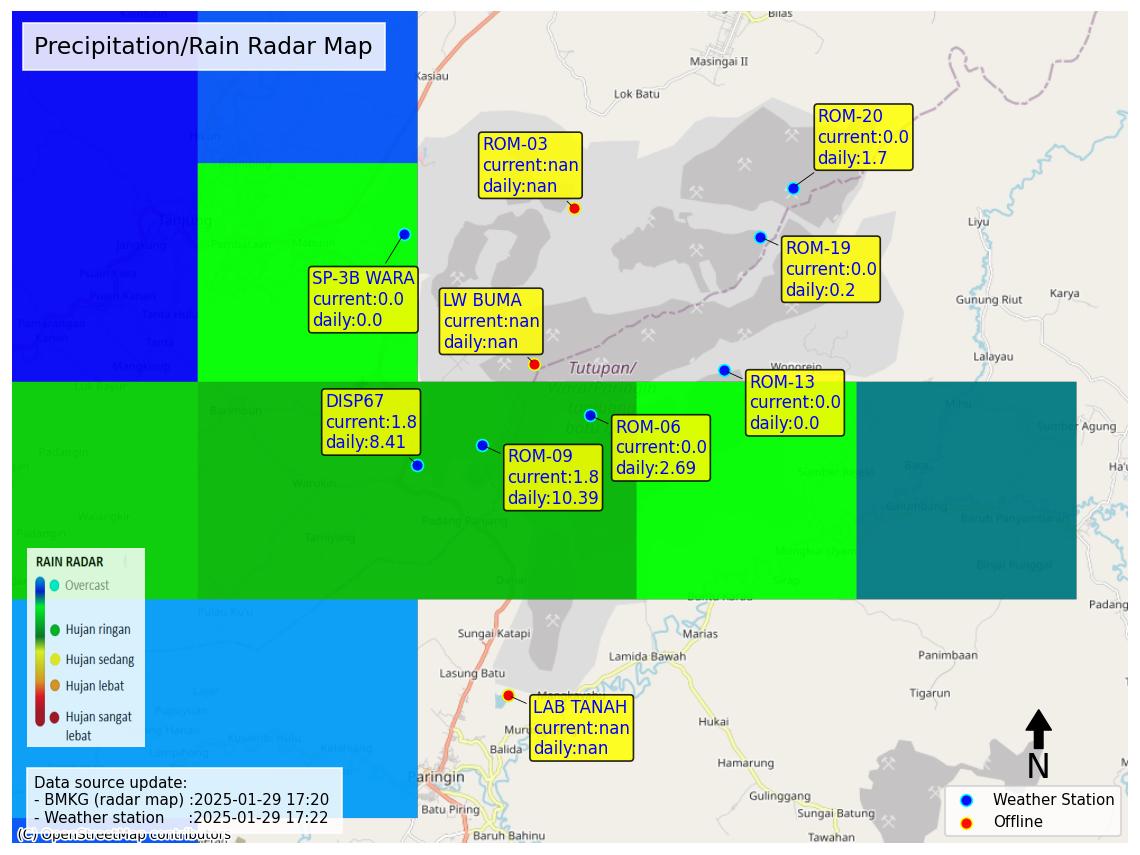 Precipitation/Rain Radar Map
Bilas
Masingai II
Kasiau
Lok Batu
ROM-20
current:0.0
daily:1.7
ROM-03
current:nan
daily:nan
Tanjung
Liyu
ROM-19
current:0.0
daily:0.2
SP-3B WARA
current:0.0
daily:0.0
LW BUMA
current:nan
daily:nan
Gunung Riut
Karya
Lalayau
Tutupan/
Wonorejo
ROM-13
current:0.0
daily:0.0
DISP67
current:1.8
daily:8.41
ROM-06
current:0.0
daily:2.69
Sumber Agung
ROM-09
current:1.8
daily:10.39
Padang Panjang
RAIN RADAR
Overcast
Hujan ringan
Hujan sedang
Hujan lebat
Hujan sangat
lebat
Sungai Katapi
Marias
Lamida Bawah
Panimbaan
Lasung Batu
Tigarun
LAB TANAH
current:nan
daily:nan
Hukai
Balida
Hamarung
N
Paringin
Gulinggang
Batu Piring
Sungai Batung
Baruh Bahinu
Tawahan
Data source update:
- BMKG (radar map) :2025-01-29 17:20
- Weather station :2025-01-29 17:22
(C) OpenStreetMap contributors
Weather Station
Offline